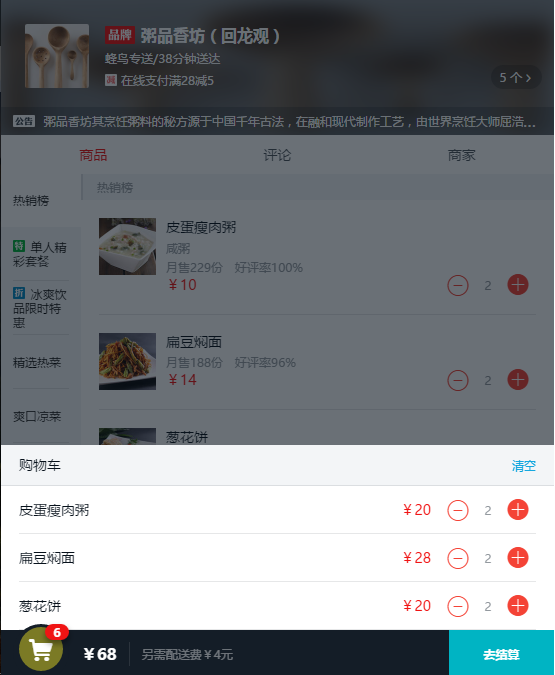 品牌 粥品香坊（回龙观）
蜂鸟专送/38分钟送达
减 在线支付满28减5
5 个 >
公告 粥品香坊其烹饪粥料的秘方源于中国千年古法，在融和现代制作工艺，由世界烹饪大师屈浩...
商品 评论 商家
热销榜
热销榜
特 单人精
彩套餐
折 冰爽饮
品限时特
惠
精选热菜
爽口凉菜
皮蛋瘦肉粥
咸粥
月售229份 好评率100%
￥10
2
扁豆焖面
月售188份 好评率96%
￥14
2
葱花饼
购物车 清空
皮蛋瘦肉粥 ￥20 2
扁豆焖面 ￥28 2
葱花饼 ￥20 2
6
￥68 另需配送费￥4元 去结算